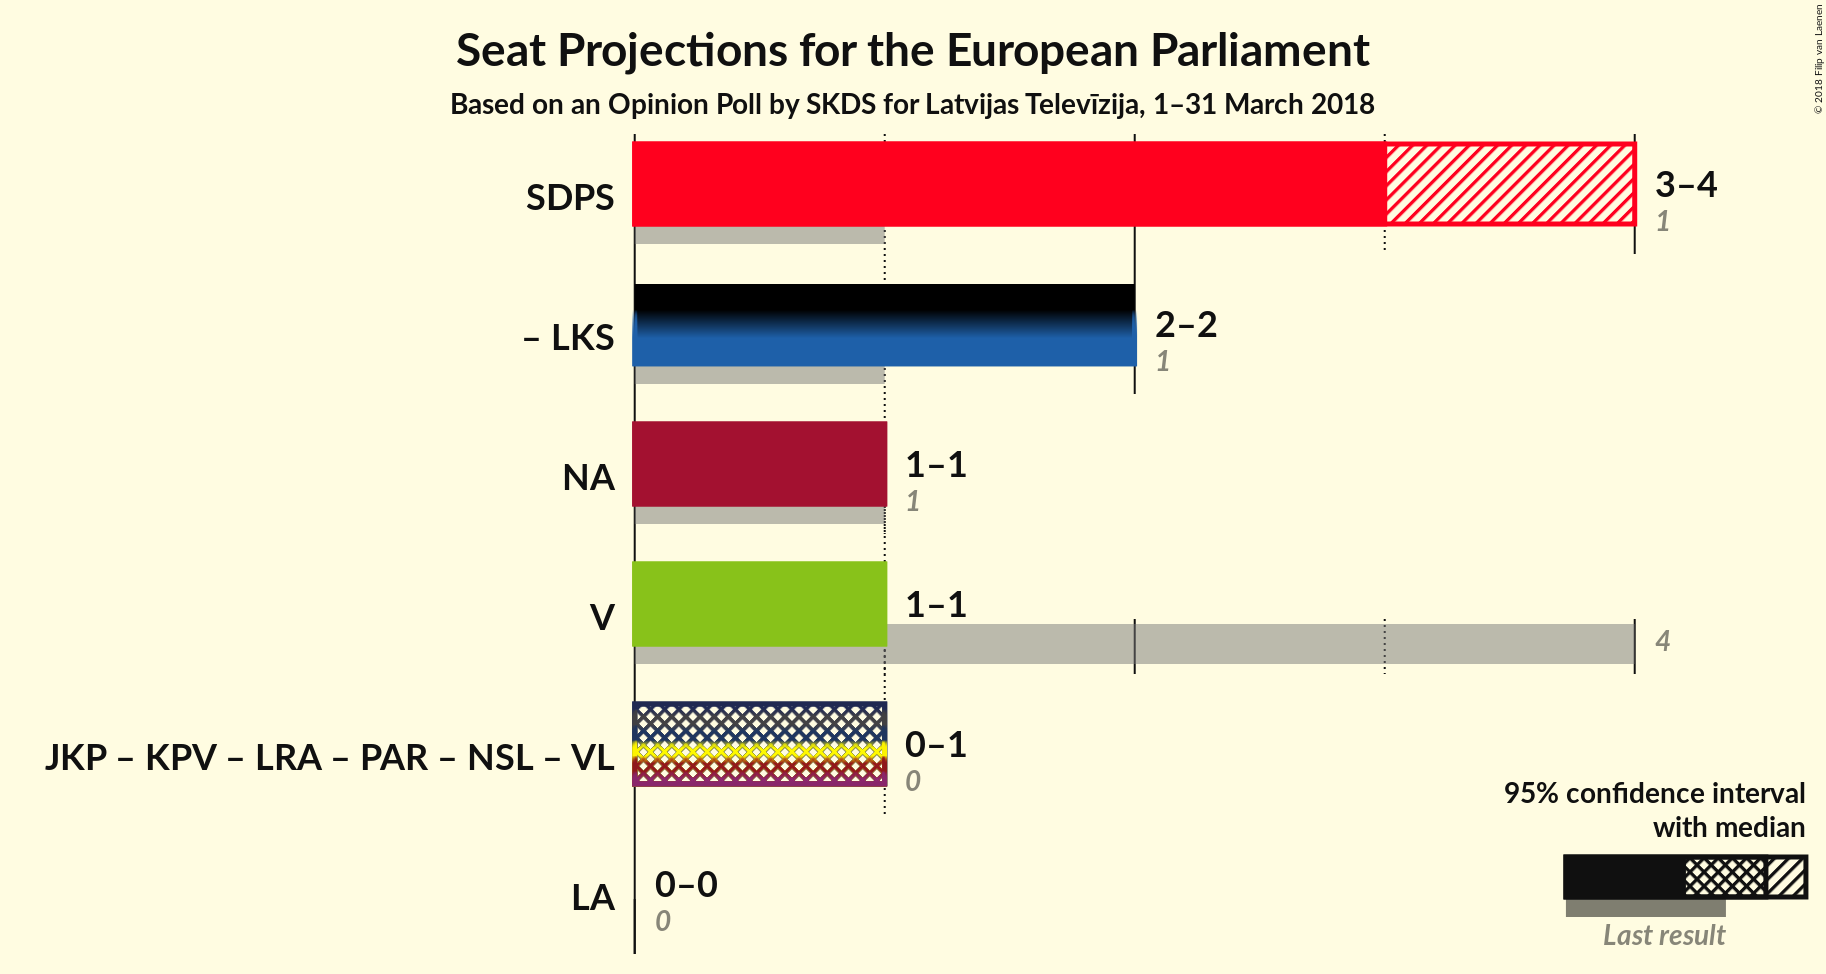 Seat Projections for the European Parliament
Based on an Opinion Poll by SKDS for Latvijas Televīzija, 1–31 March 2018
© 2018 Filip van Laenen
SDPS
3–4
1
– LKS
2–2
1
NA
1–1
1
V
1–1
4
JKP – KPV – LRA – PAR – NSL – VL
0–1
0
LA
0–0
0
95% confidence interval
with median
Last result